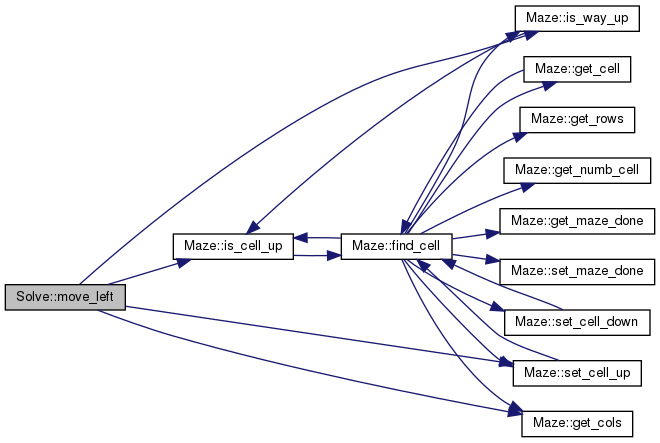 Maze::is_way_up
Maze::get_cell
Maze::get_rows
Maze::get_numb_cell
Maze::get_maze_done
Maze::is_cell_up
Maze::find_cell
Maze::set_maze_done
Solve::move_left
Maze::set_cell_down
Maze::set_cell_up
Maze::get_cols